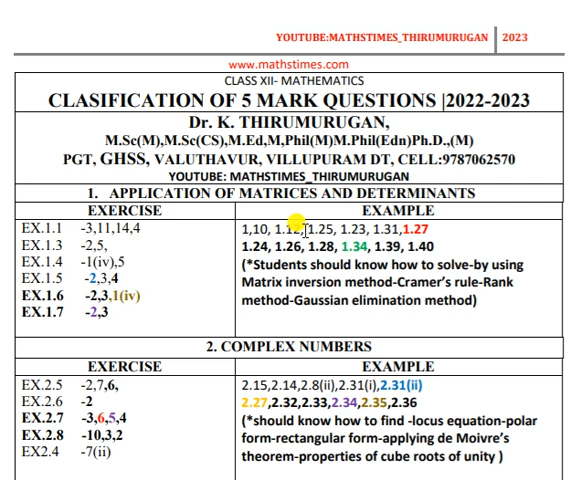 YOUTUBE:MATHSTIMES_THIRUMURUGAN 2023
www.mathstimes.com
CLASS XII- MATHEMATICS
CLASIFICATION OF 5 MARK QUESTIONS |2022-2023
Dr. K. THIRUMURUGAN,
M.Sc(M),M.Sc(CS),M.Ed,M,Phil(M)M.Phil(Edn)Ph.D.,(M)
PGT, GHSS, VALUTHAVUR, VILLUPURAM DT, CELL:9787062570
YOUTUBE: MATHSTIMES_THIRUMURUGAN
1. APPLICATION OF MATRICES AND DETERMINANTS
EXERCISE
EX.1.1 -3,11,14,4
EX.1.3 -2,5,
EX.1.4 -1(iv),5
EX.1.5 -2,3,4
EX.1.6 -2,3,1(iv)
EX.1.7 -2,3
EXAMPLE
1,10, 1.12, 1.25, 1.23, 1.31,1.27
1.24, 1.26, 1.28, 1.34, 1.39, 1.40
(*Students should know how to solve-by using
Matrix inversion method-Cramer's rule-Rank
method-Gaussian elimination method)
2. COMPLEX NUMBERS
EXERCISE
EX.2.5 -2,7,6,
EX.2.6 -2
EX.2.7 -3,6,5,4
EX.2.8 -10,3,2
EX2.4 -7(ii)
EXAMPLE
2.15,2.14,2.8(ii),2.31(i),2.31(ii)
2.27,2.32,2.33,2.34,2.35,2.36
(*should know how to find -locus equation-polar
form-rectangular form-applying de Moivre's
theorem-properties of cube roots of unity )